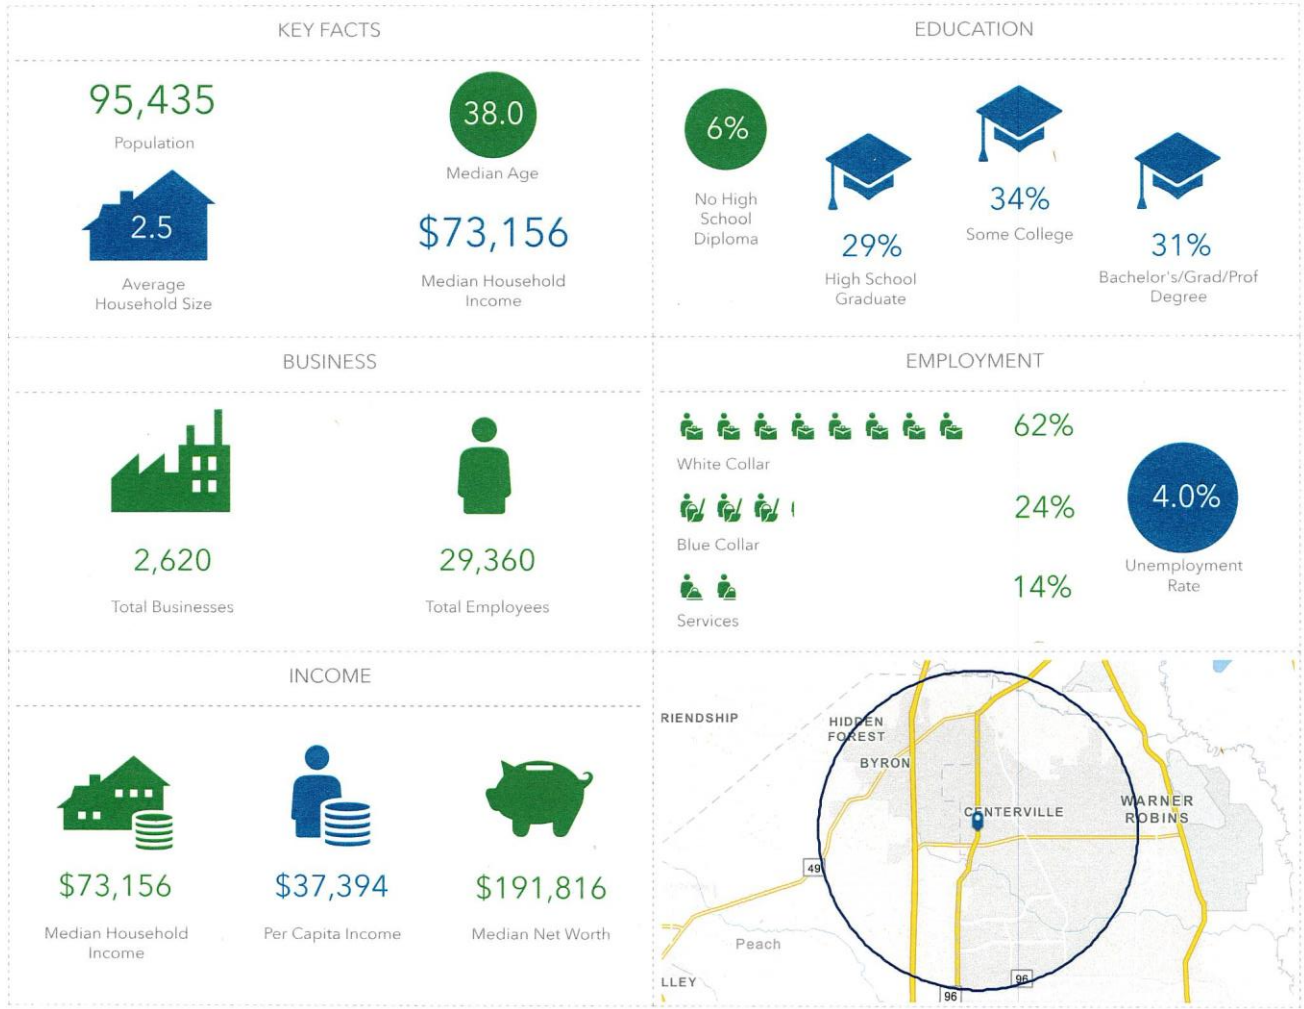 KEY FACTS
95,435
Population
38.0
Median Age
2.5
Average
Household Size
$73,156
Median Household
Income
EDUCATION
6%
No High
School
Diploma
29%
High School
Graduate
34%
Some College
31%
Bachelor's/Grad/Prof
Degree
BUSINESS
2,620
Total Businesses
29,360
Total Employees
EMPLOYMENT
62%
White Collar
24%
Blue Collar
14%
Services
4.0%
Unemployment
Rate
INCOME
$73,156
Median Household
Income
$37,394
Per Capita Income
$191,816
Median Net Worth
RIENDSHIP
HIDDEN
FOREST
BYRON
CENTERVILLE
WARNER
ROBINS
49
Peach
LLEY
96
96